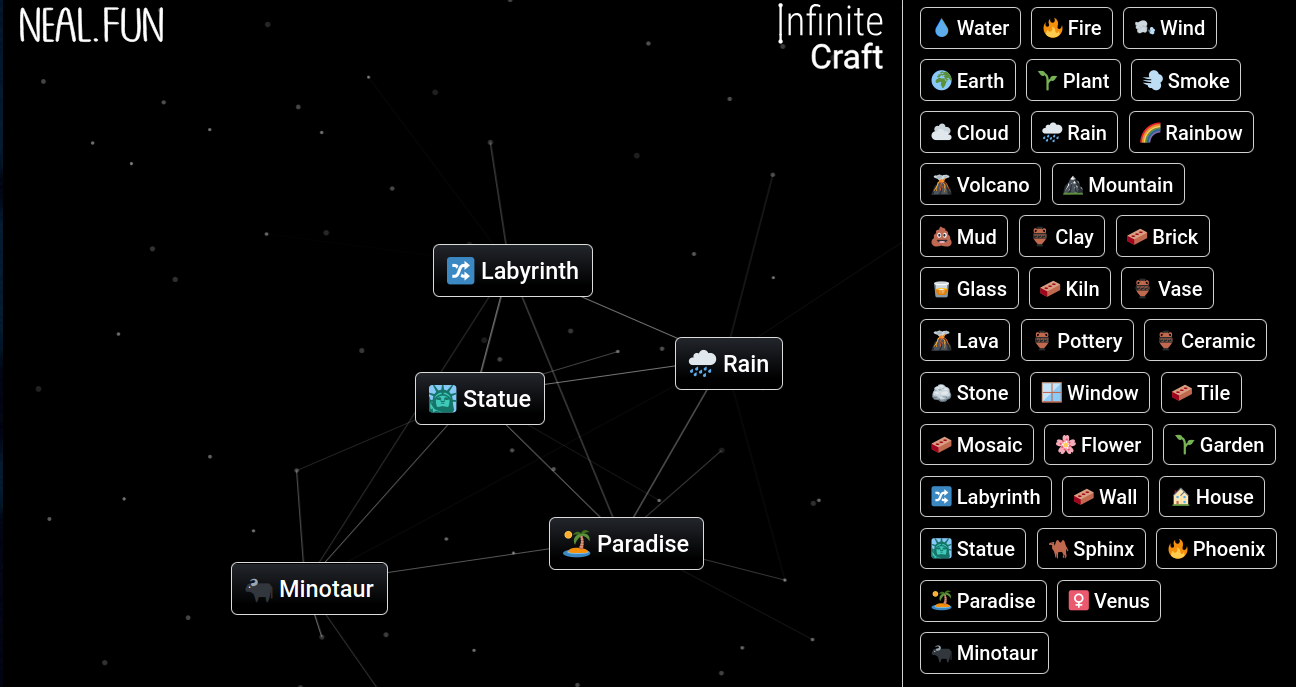 NEAL.FUN
Infinite
Craft
Labyrinth
Rain
Statue
Paradise
Minotaur
Water Fire Wind
Earth Plant Smoke
Cloud Rain Rainbow
Volcano Mountain
Mud Clay Brick
Glass Kiln Vase
Lava Pottery Ceramic
Stone Window Tile
Mosaic Flower Garden
Labyrinth Wall House
Statue Sphinx Phoenix
Paradise Venus
Minotaur